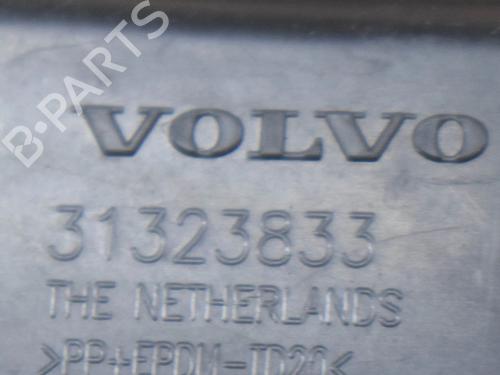 B-PARTS
VOLVO
31323833
THE NETHERLANDS
>PP+EPDM-TD20<